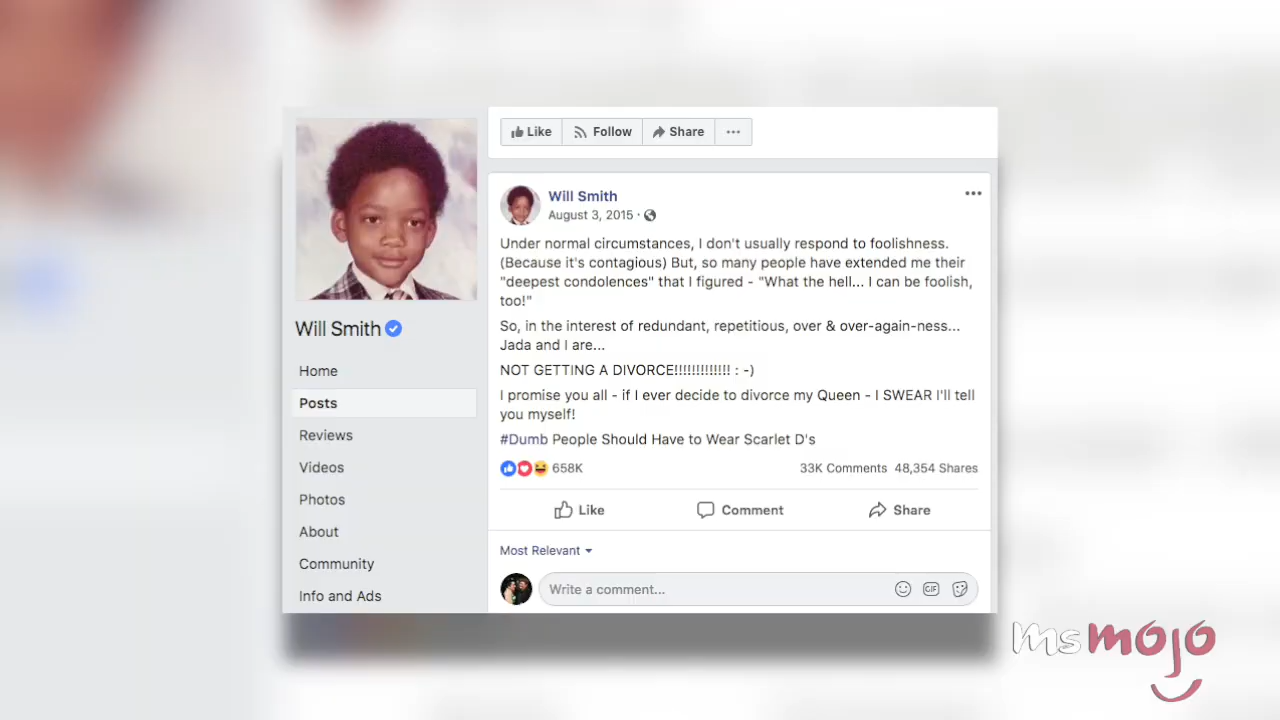 Like Follow Share
Will Smith
August 3, 2015
Under normal circumstances, I don't usually respond to foolishness.
(Because it's contagious) But, so many people have extended me their
"deepest condolences" that I figured - "What the hell... I can be foolish,
too!"
So, in the interest of redundant, repetitious, over & over-again-ness...
Jada and I are...
NOT GETTING A DIVORCE!!!!!!!!!!!!! : -)
I promise you all - if I ever decide to divorce my Queen - I SWEAR I'll tell
you myself!
#Dumb People Should Have to Wear Scarlet D's
658K 33K Comments 48,354 Shares
Like Comment Share
Most Relevant
Write a comment... GIF
Will Smith
Home
Posts
Reviews
Videos
Photos
About
Community
Info and Ads
msmojo